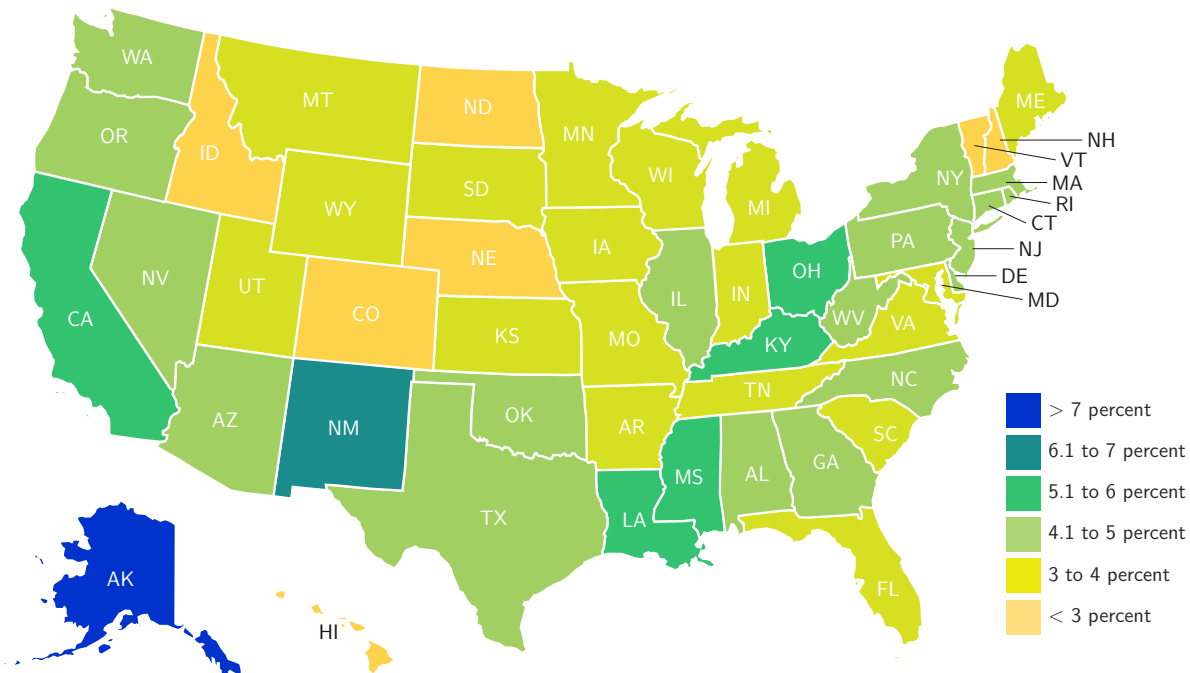 WA
MT
ND
ME
OR
ID
MN
NH
VT
SD
WI
NY
MA
RI
WY
MI
CT
PA
NJ
IA
NE
OH
DE
NV
UT
IL
IN
MD
CO
WV
VA
CA
KS
MO
KY
NC
TN
AZ
NM
OK
AR
SC
> 7 percent
6.1 to 7 percent
MS
AL
GA
5.1 to 6 percent
TX
LA
4.1 to 5 percent
AK
FL
3 to 4 percent
HI
< 3 percent